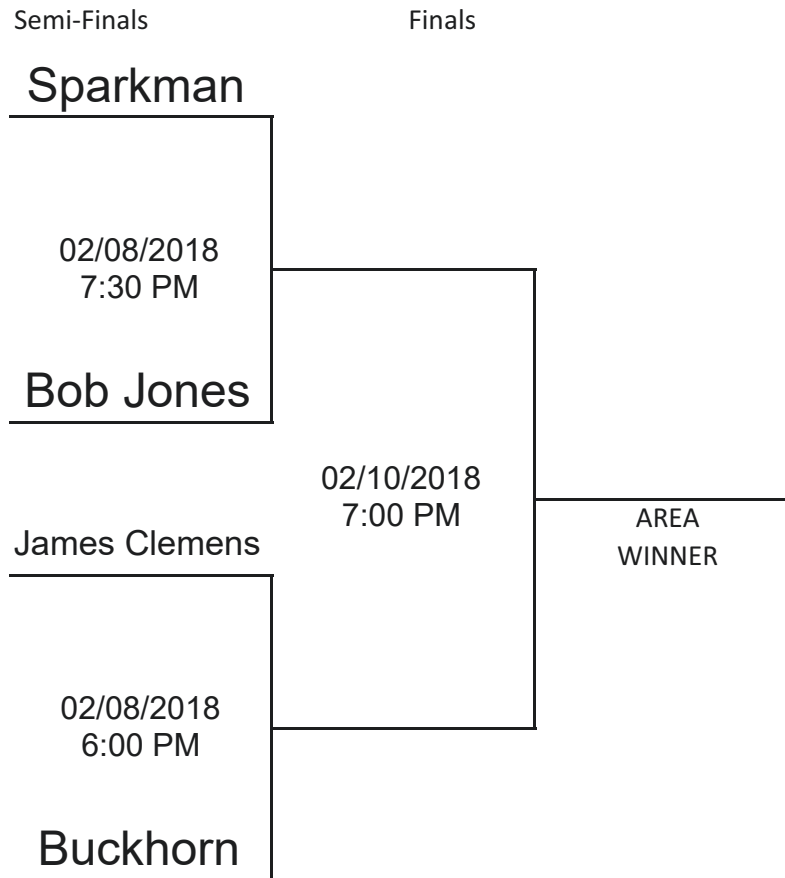 Semi-Finals
Finals
Sparkman
02/08/2018
7:30 PM
Bob Jones
02/10/2018
7:00 PM
AREA
WINNER
James Clemens
02/08/2018
6:00 PM
Buckhorn